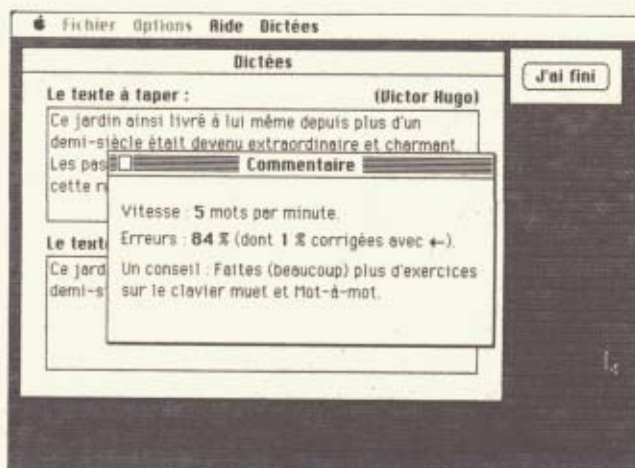 Fichier Options Aide Dictées
Dictées
J'ai fini
Le texte à taper : (Victor Hugo)
Ce jardin ainsi livré à lui même depuis plus d'un
demi-siècle était devenu extraordinaire et charmant.
Les pas
cette r
Commentaire
Vitesse : 5 mots par minute.
Erreurs : 84 % (dont 1 % corrigées avec ←).
Un conseil : Faites (beaucoup) plus d'exercices
sur le clavier muet et Mot-à-mot.
Le text
Ce jard
demi-s